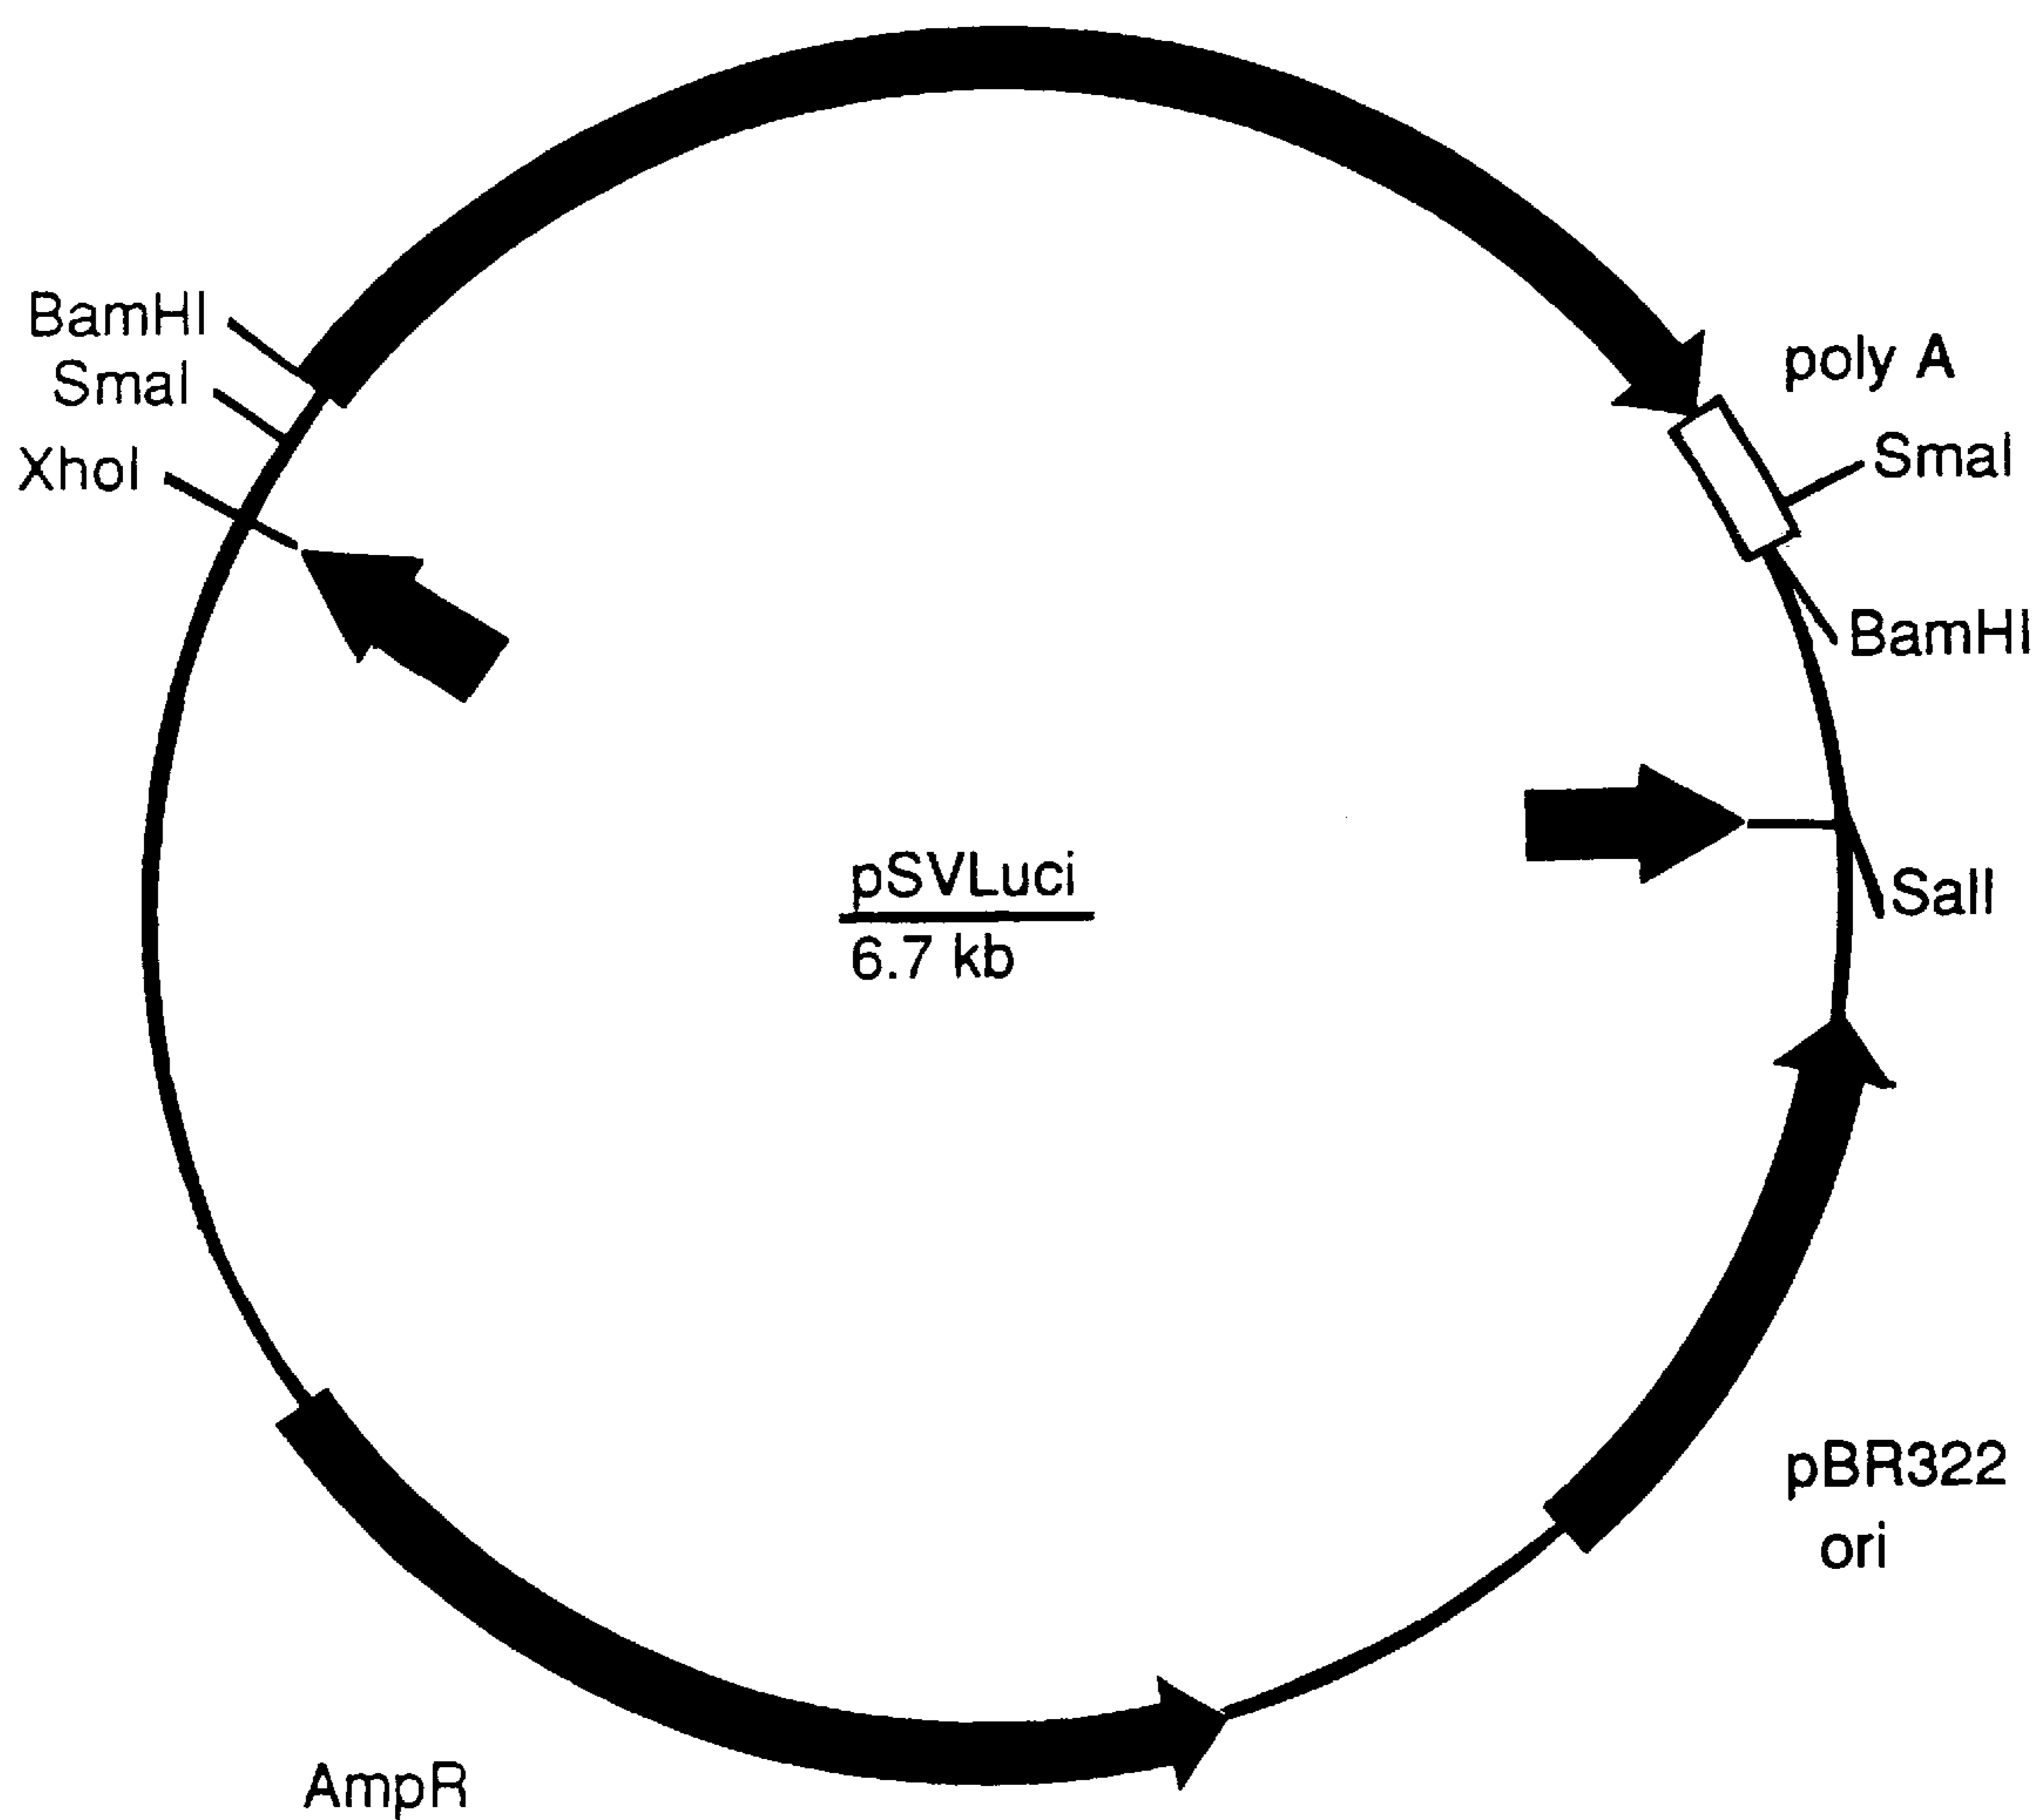 BamHI
SmaI
XhoI
poly A
SmaI
BamHI
pSVLuci
6.7 kb
SalI
pBR322
ori
AmpR